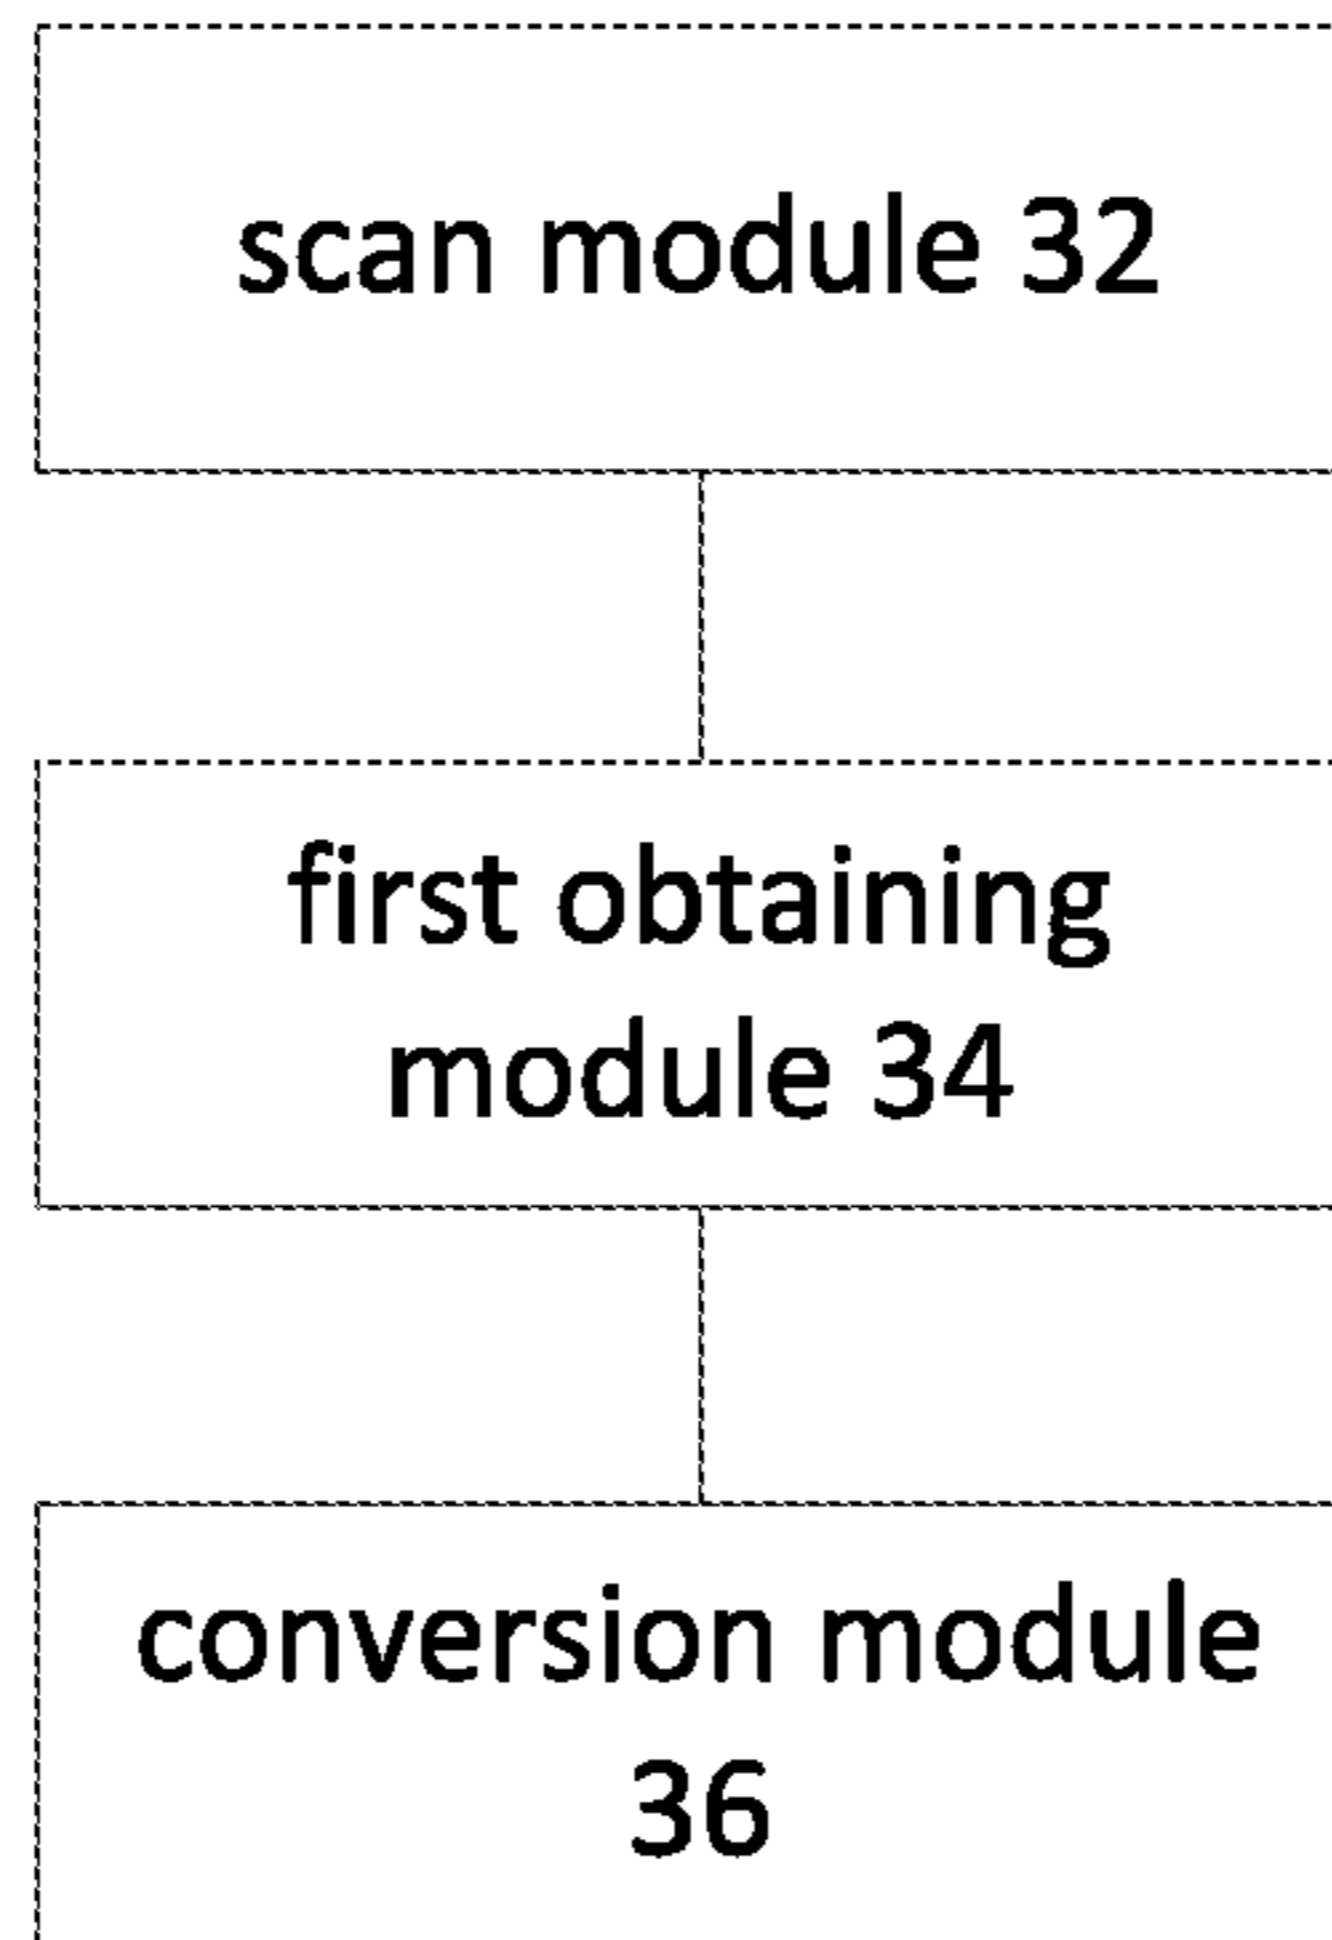 scan module 32
first obtaining
module 34
conversion module
36